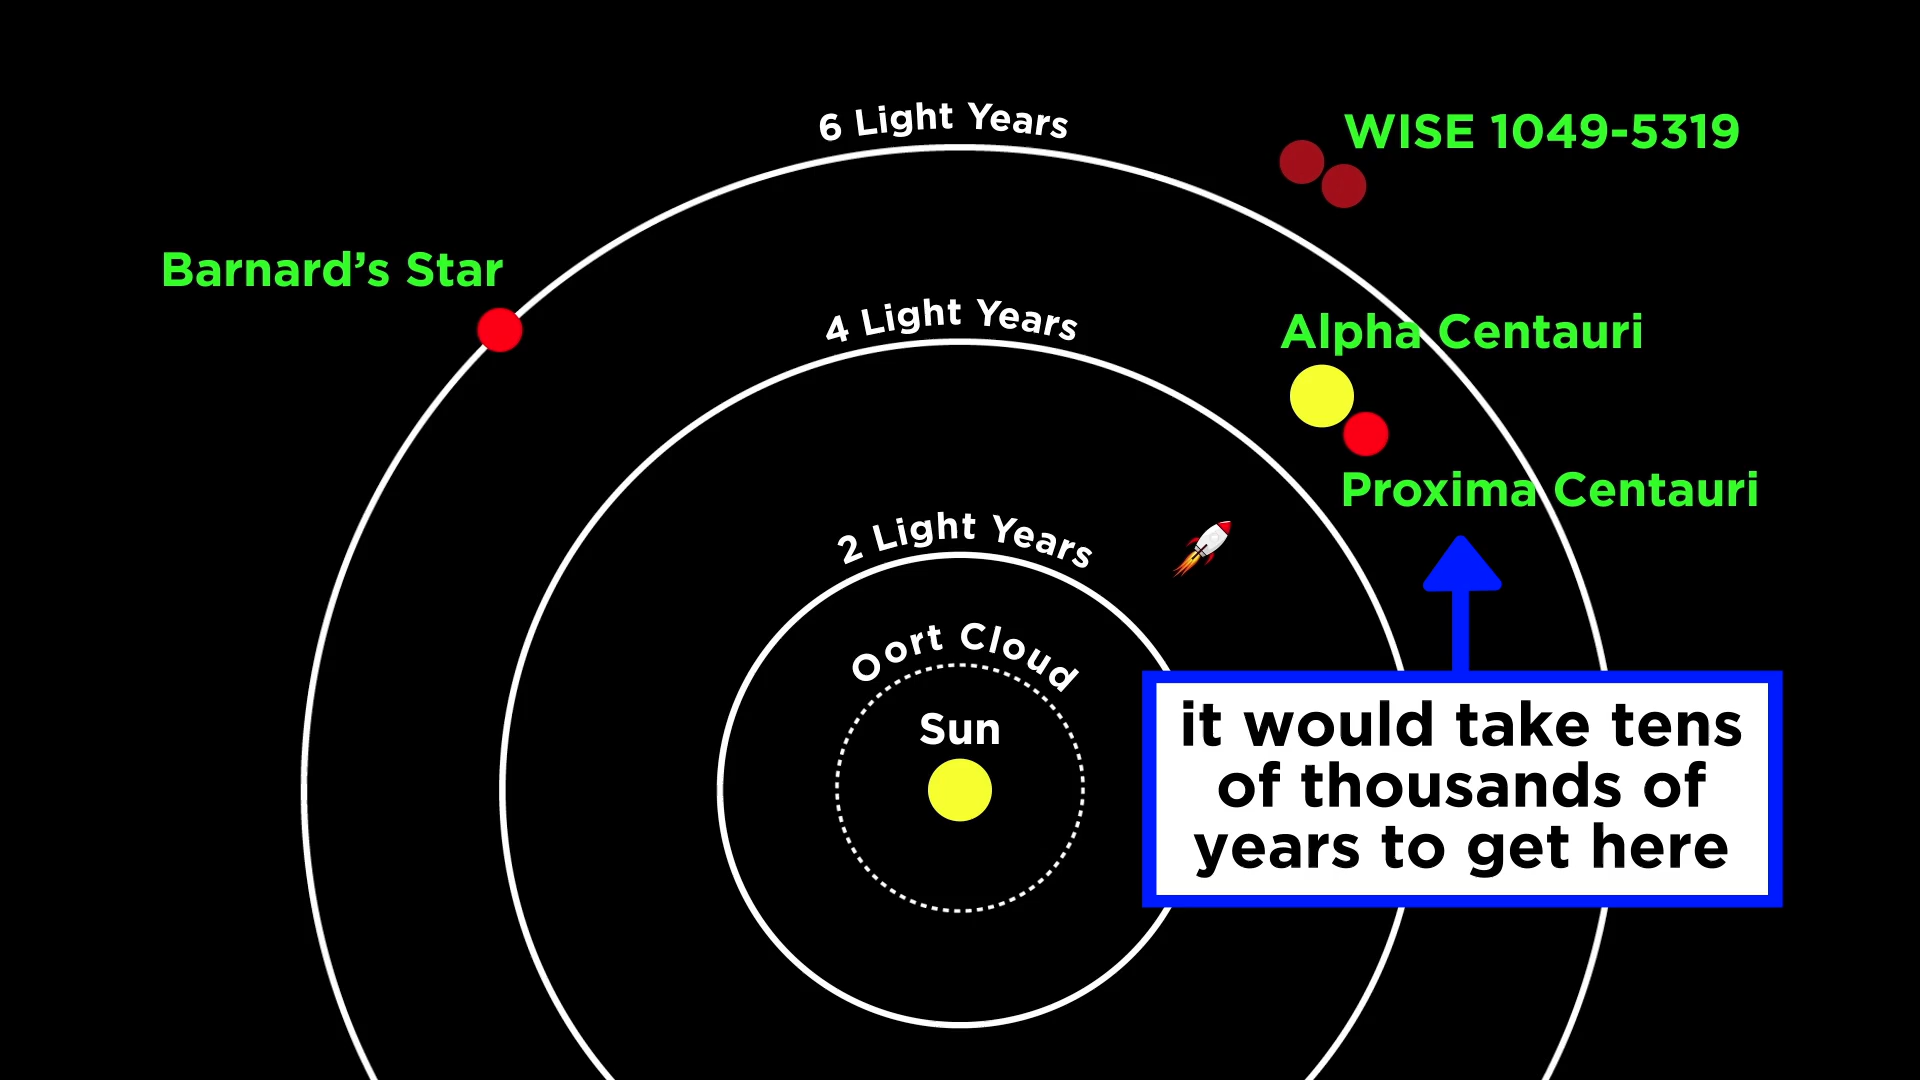 6 Light Years
WISE 1049-5319
Barnard’s Star
4 Light Years
Alpha Centauri
Proxima Centauri
2 Light Years
Oort Cloud
Sun
it would take tens
of thousands of
years to get here